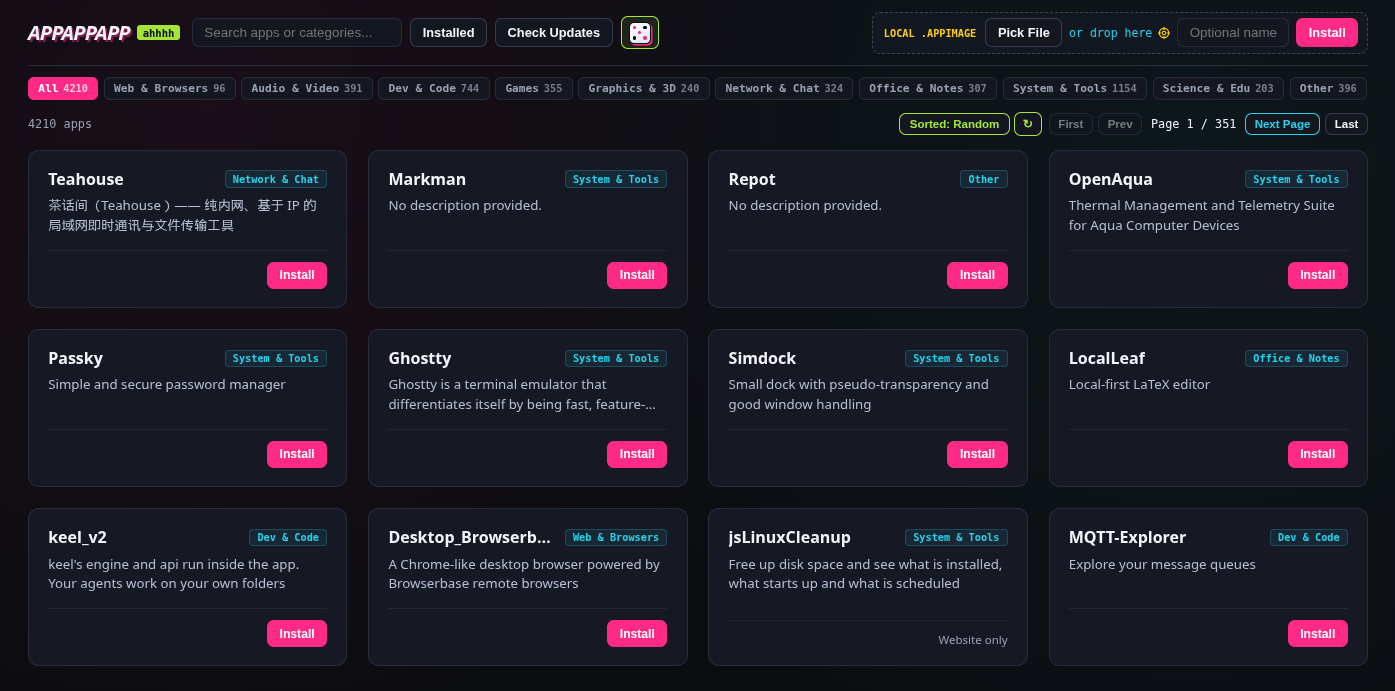 APPAPPAPP ahhhh Search apps or categories... Installed Check Updates LOCAL .APPIMAGE Pick File or drop here Optional name Install
All 4210 Web & Browsers 96 Audio & Video 391 Dev & Code 744 Games 355 Graphics & 3D 240 Network & Chat 324 Office & Notes 307 System & Tools 1154 Science & Edu 203 Other 396
4210 apps Sorted: Random ↻ First Prev Page 1 / 351 Next Page Last
Teahouse Network & Chat
茶话间（Teahouse ）—— 纯内网、基于 IP 的
局域网即时通讯与文件传输工具
Install
Markman System & Tools
No description provided.
Install
Repot Other
No description provided.
Install
OpenAqua System & Tools
Thermal Management and Telemetry Suite
for Aqua Computer Devices
Install
Passky System & Tools
Simple and secure password manager
Install
Ghostty System & Tools
Ghostty is a terminal emulator that
differentiates itself by being fast, feature-...
Install
Simdock System & Tools
Small dock with pseudo-transparency and
good window handling
Install
LocalLeaf Office & Notes
Local-first LaTeX editor
Install
keel_v2 Dev & Code
keel's engine and api run inside the app.
Your agents work on your own folders
Install
Desktop_Browserb... Web & Browsers
A Chrome-like desktop browser powered by
Browserbase remote browsers
Install
jsLinuxCleanup System & Tools
Free up disk space and see what is installed,
what starts up and what is scheduled
Website only
MQTT-Explorer Dev & Code
Explore your message queues
Install